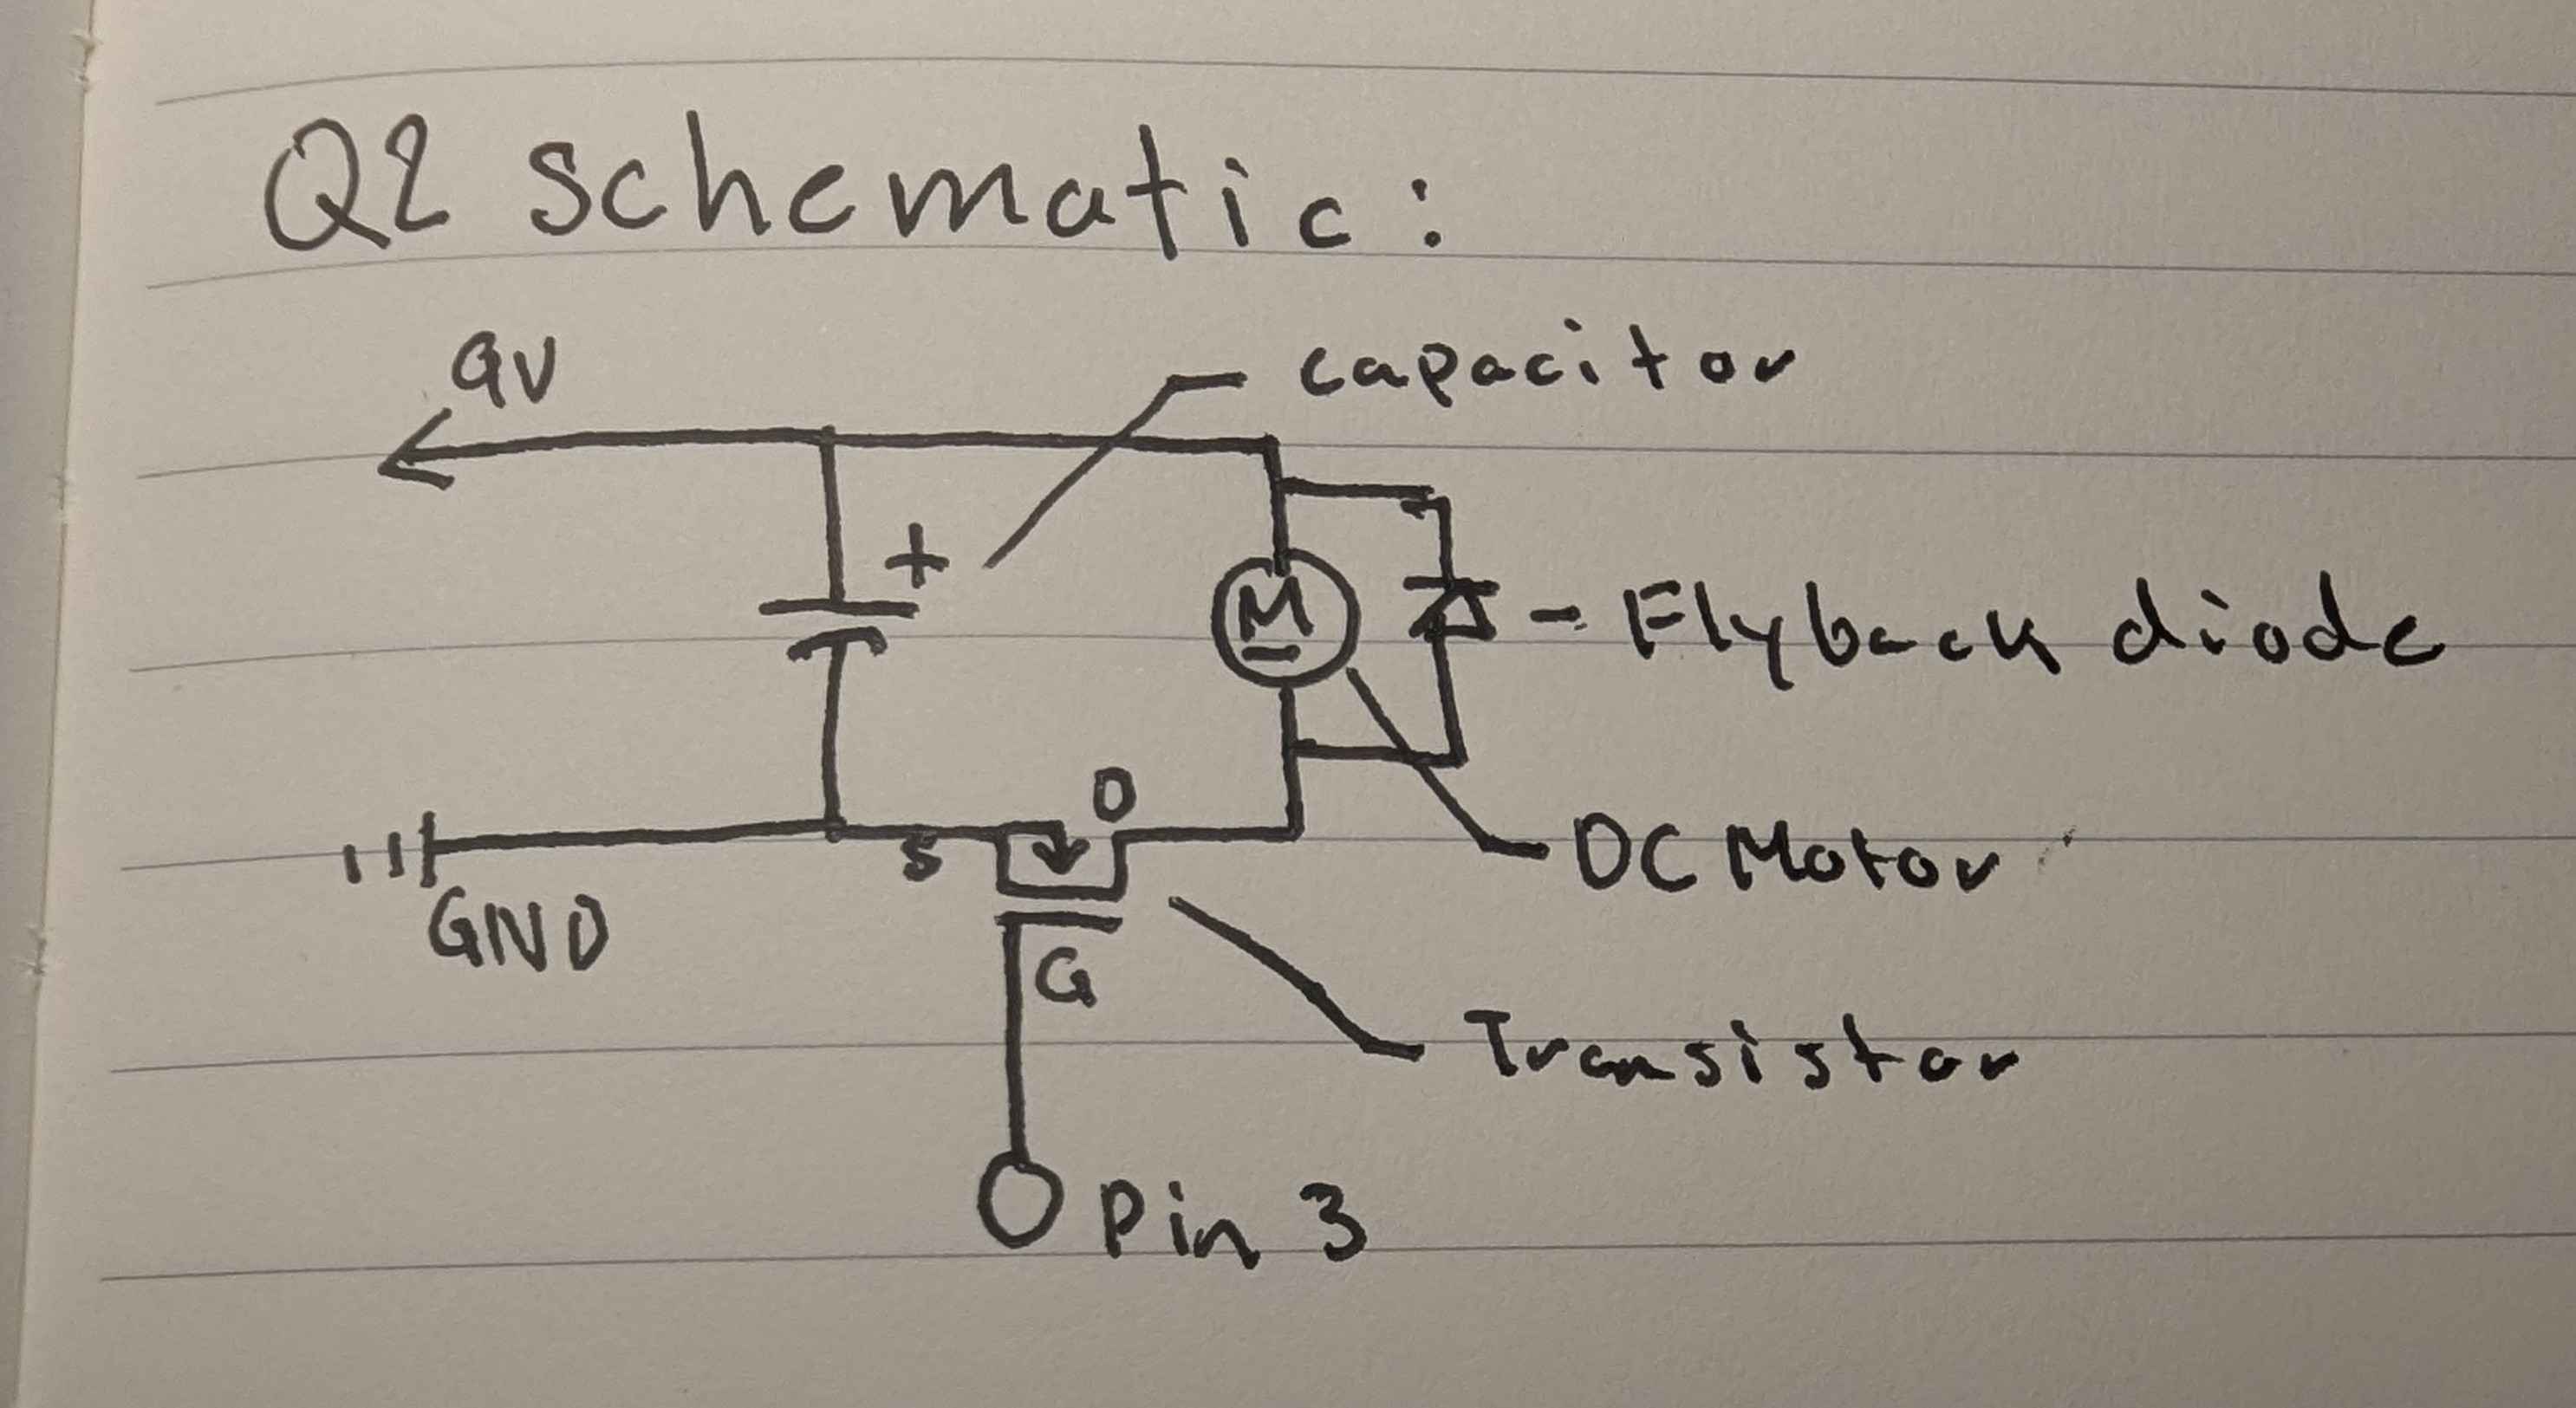 Q2 schematic:
9V
capacitor
+
M
- Flyback diode
D
S
DC Motor
GND
G
Transistor
Pin 3